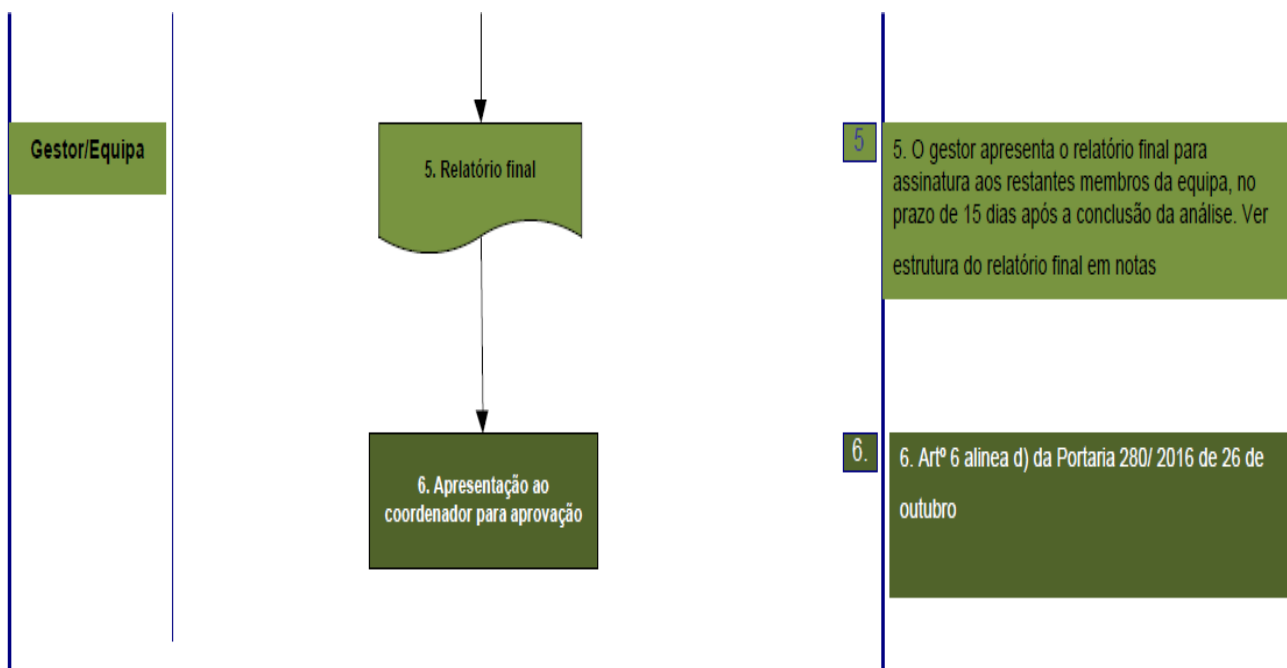 Gestor/Equipa
5. Relatório final
5
5. O gestor apresenta o relatório final para
assinatura aos restantes membros da equipa, no
prazo de 15 dias após a conclusão da análise. Ver
estrutura do relatório final em notas
6. Apresentação ao
coordenador para aprovação
6.
6. Artº 6 alinea d) da Portaria 280/ 2016 de 26 de
outubro